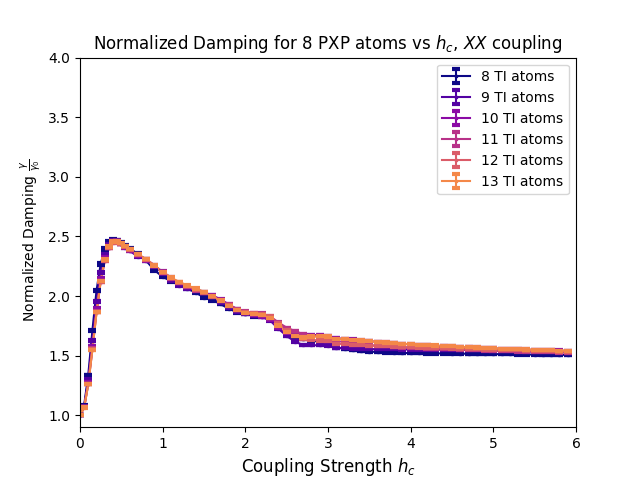 Normalized Damping for 8 PXP atoms vs $h_c$, $XX$ coupling
Normalized Damping $\frac{\gamma}{\gamma_0}$
4.0
3.5
3.0
2.5
2.0
1.5
1.0
8 TI atoms
9 TI atoms
10 TI atoms
11 TI atoms
12 TI atoms
13 TI atoms
0 1 2 3 4 5 6
Coupling Strength $h_c$